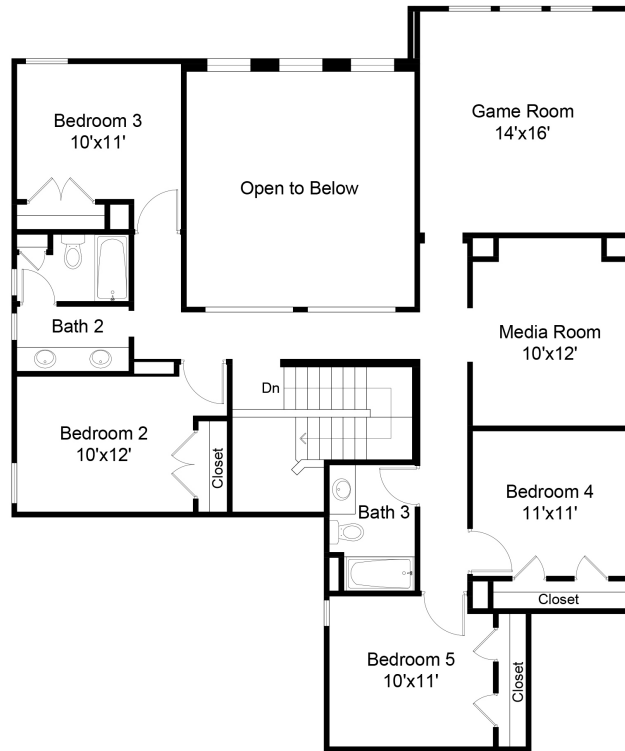 Game Room
14'x16'
Bedroom 3
10'x11'
Open to Below
Bath 2
Media Room
10'x12'
Dn
Bedroom 2
10'x12'
Closet
Bedroom 4
11'x11'
Bath 3
Closet
Bedroom 5
10'x11'
Closet